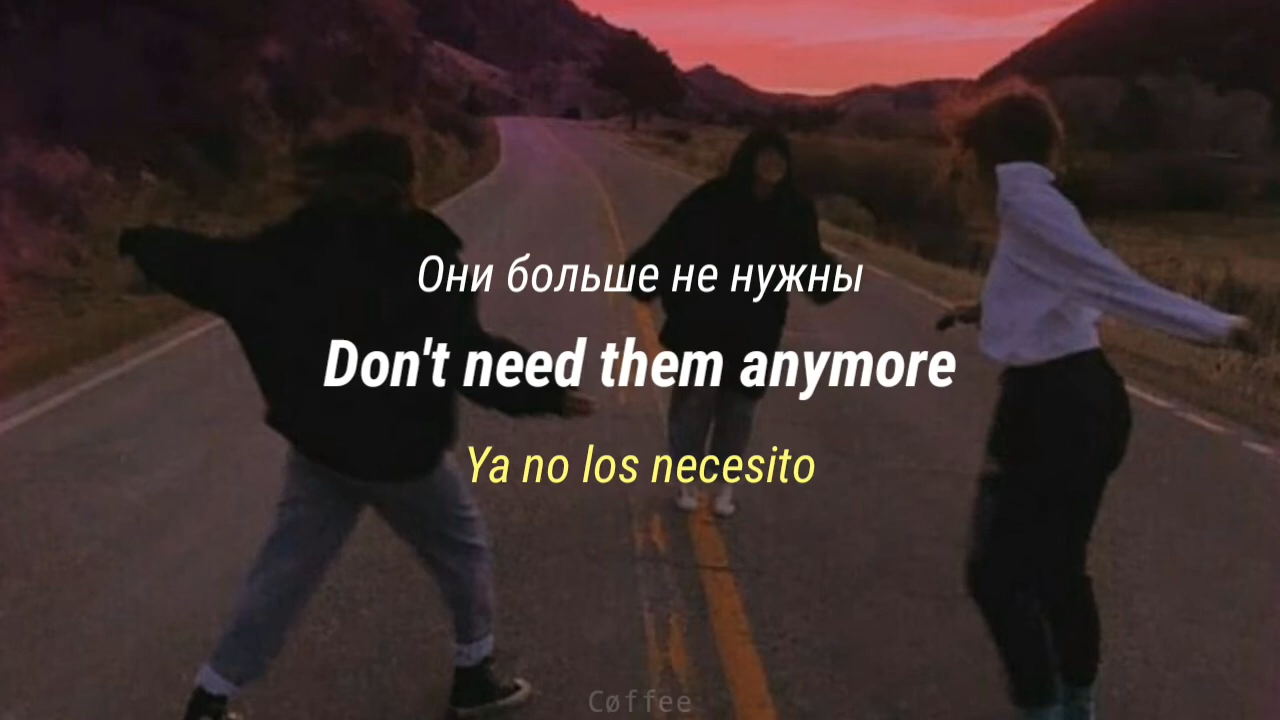 Они больше не нужны
Don't need them anymore
Ya no los necesito
Cøffee